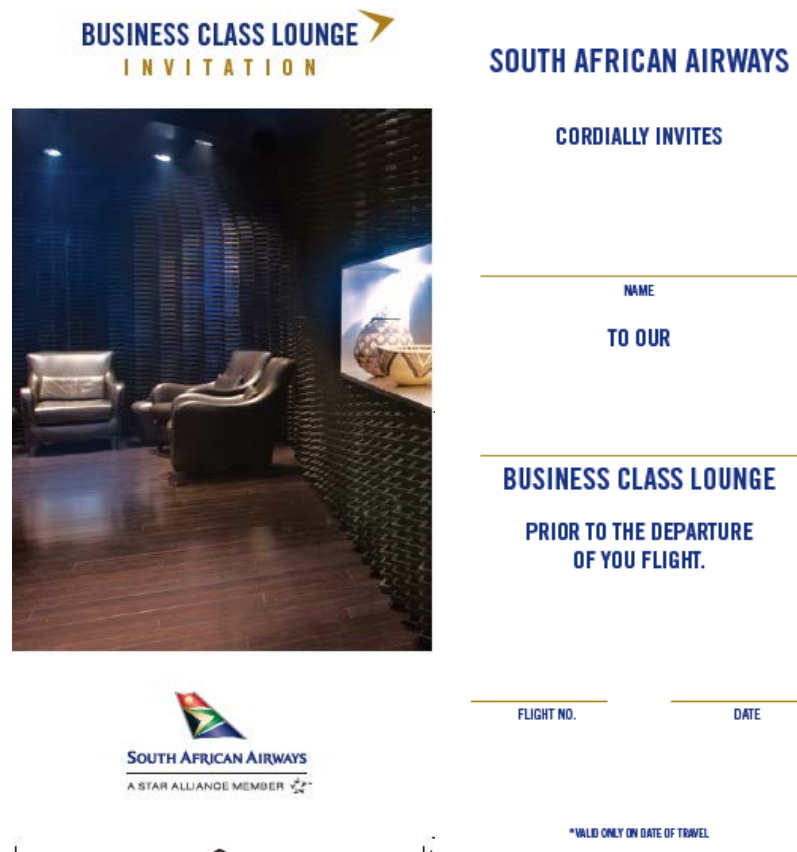 BUSINESS CLASS LOUNGE
INVITATION
SOUTH AFRICAN AIRWAYS
A STAR ALLIANCE MEMBER
SOUTH AFRICAN AIRWAYS
CORDIALLY INVITES
NAME
TO OUR
BUSINESS CLASS LOUNGE
PRIOR TO THE DEPARTURE
OF YOU FLIGHT.
FLIGHT NO.
DATE
*VALID ONLY ON DATE OF TRAVEL